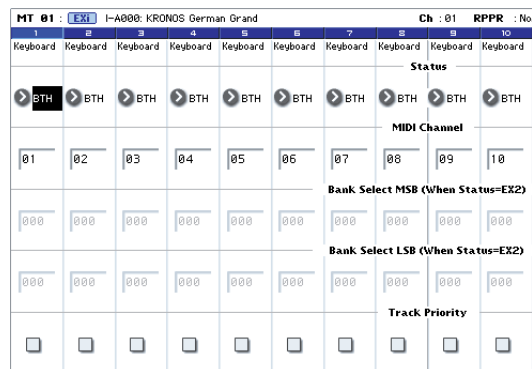 MT 01 : EXi I-A000: KRONOS German Grand Ch : 01 RPPR : No
1 2 3 4 5 6 7 8 9 10
Keyboard Keyboard Keyboard Keyboard Keyboard Keyboard Keyboard Keyboard Keyboard Keyboard
Status
BTH BTH BTH BTH BTH BTH BTH BTH BTH BTH
MIDI Channel
01 02 03 04 05 06 07 08 09 10
Bank Select MSB (When Status=EX2)
000 000 000 000 000 000 000 000 000 000
Bank Select LSB (When Status=EX2)
000 000 000 000 000 000 000 000 000 000
Track Priority